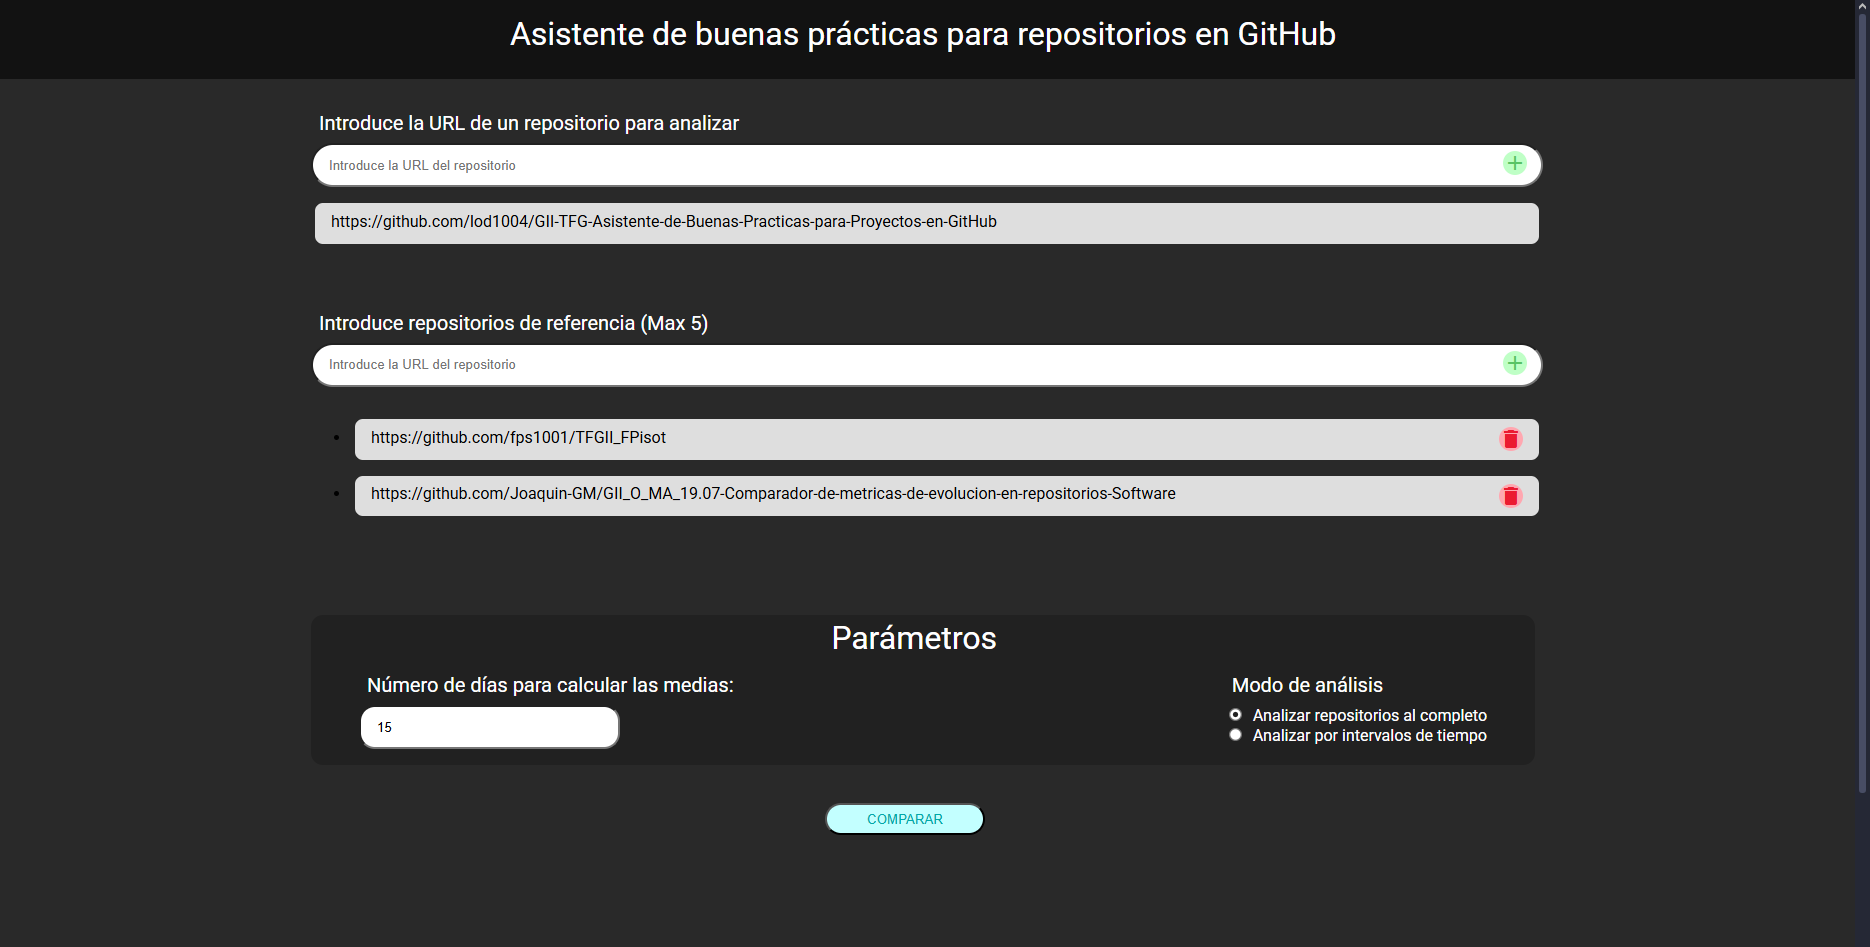 Asistente de buenas prácticas para repositorios en GitHub
Introduce la URL de un repositorio para analizar
Introduce la URL del repositorio
https://github.com/lod1004/GII-TFG-Asistente-de-Buenas-Practicas-para-Proyectos-en-GitHub
Introduce repositorios de referencia (Max 5)
Introduce la URL del repositorio
https://github.com/fps1001/TFGII_FPisot
https://github.com/Joaquin-GM/GII_O_MA_19.07-Comparador-de-metricas-de-evolucion-en-repositorios-Software
Parámetros
Número de días para calcular las medias:
15
Modo de análisis
Analizar repositorios al completo
Analizar por intervalos de tiempo
COMPARAR